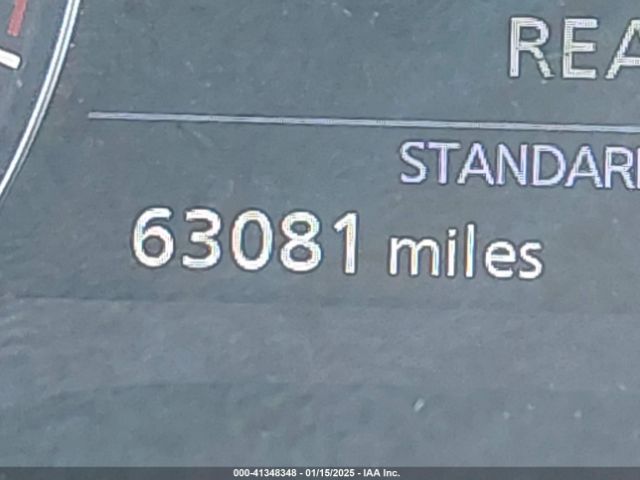 REA
STANDAR
63081 miles
000-41348348 - 01/15/2025 - IAA Inc.